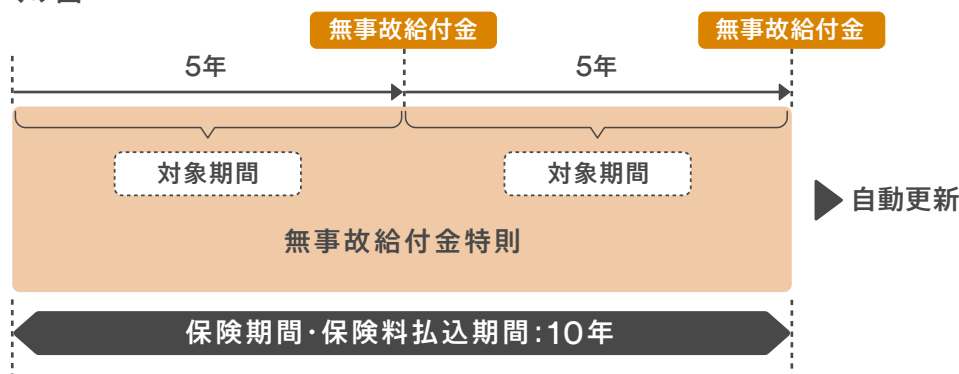 無事故給付金 無事故給付金
5年 5年
対象期間 対象期間
自動更新
無事故給付金特則
保険期間・保険料払込期間:10年